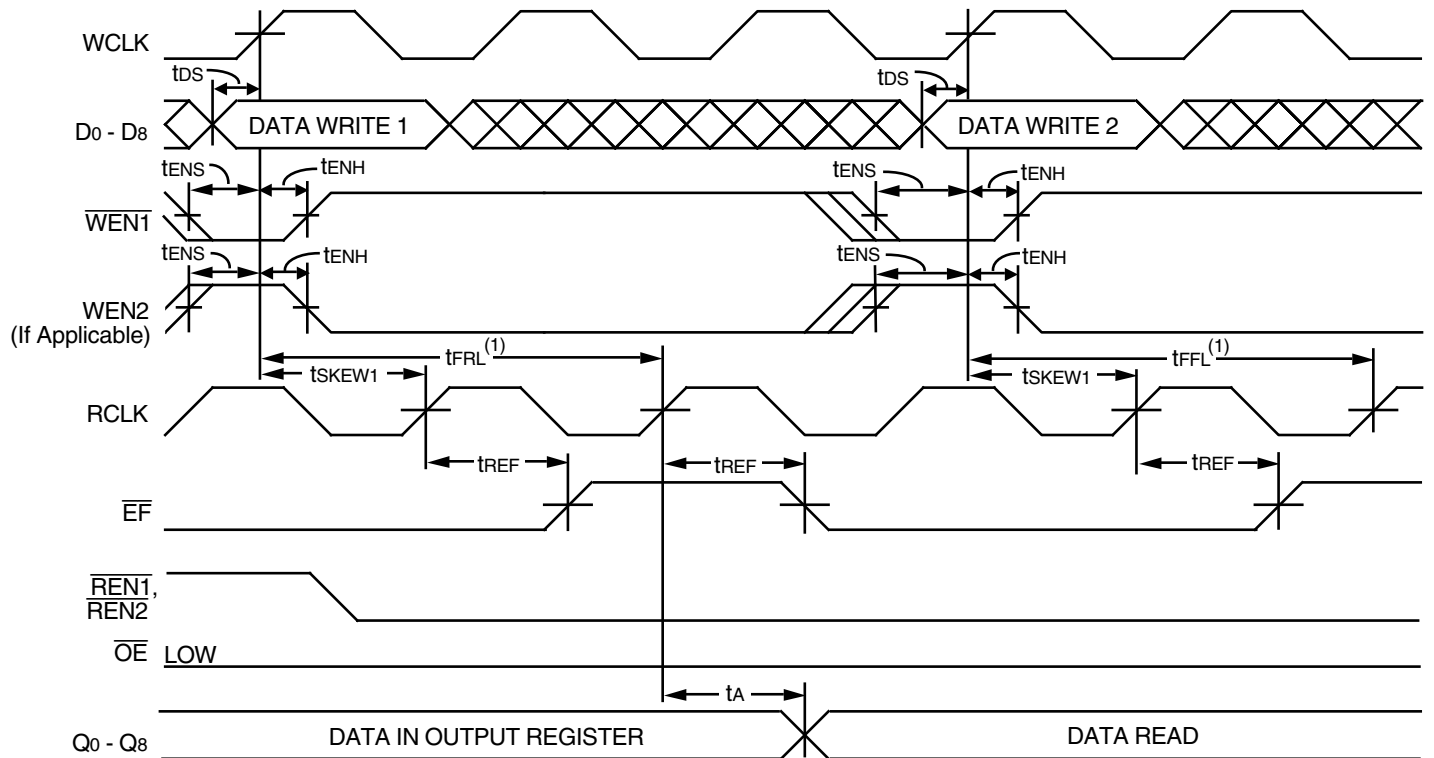 WCLK
tDS
tDS
D0 - D8
DATA WRITE 1
DATA WRITE 2
tENS
tENH
tENS
tENH
WEN1
tENS
tENH
tENS
tENH
WEN2
(If Applicable)
tFRL(1)
tFFL(1)
tSKEW1
tSKEW1
RCLK
tREF
tREF
tREF
EF
REN1,
REN2
OE
LOW
tA
Q0 - Q8
DATA IN OUTPUT REGISTER
DATA READ